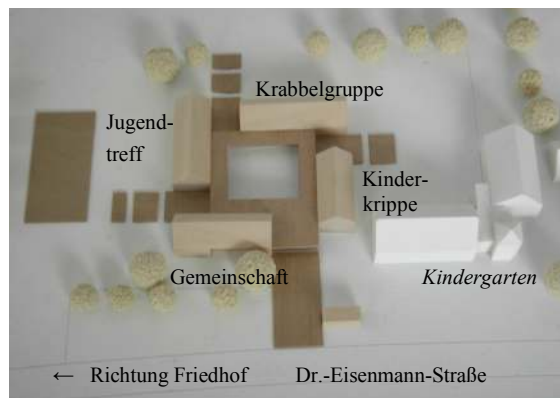 Krabbelgruppe
Jugend-
treff
Kinder-
krippe
Gemeinschaft
Kindergarten
← Richtung Friedhof Dr.-Eisenmann-Straße